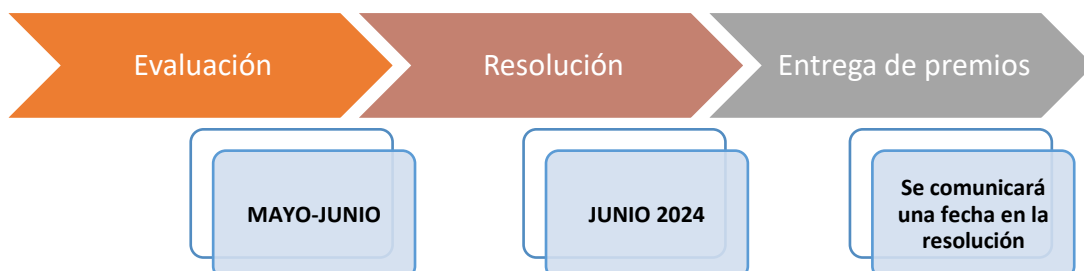 Evaluación
Resolución
Entrega de premios
MAYO-JUNIO
JUNIO 2024
Se comunicará
una fecha en la
resolución